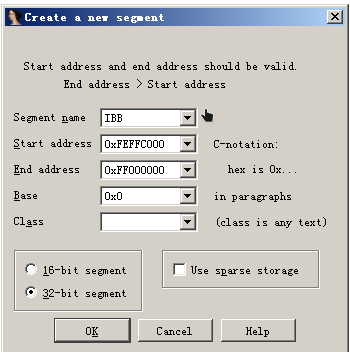 Create a new segment
Start address and end address should be valid.
End address > Start address
Segment name IBB
Start address 0xFEFFC000 C-notation:
End address 0xFF000000 hex is 0x...
Base 0x0 in paragraphs
Class (class is any text)
16-bit segment Use sparse storage
32-bit segment
OK Cancel Help